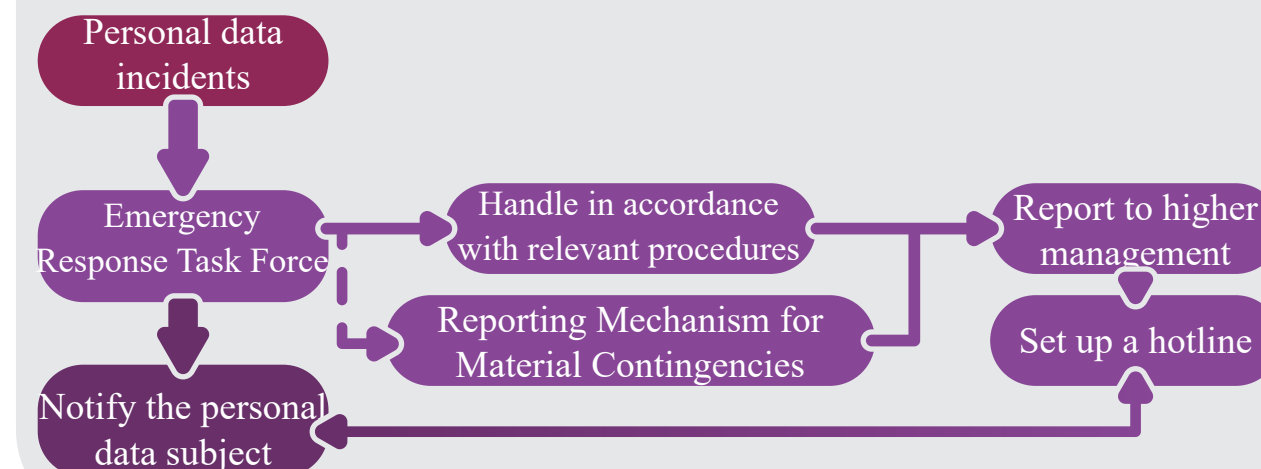 Personal data
incidents
Emergency
Response Task Force
Handle in accordance
with relevant procedures
Reporting Mechanism for
Material Contingencies
Report to higher
management
Set up a hotline
Notify the personal
data subject